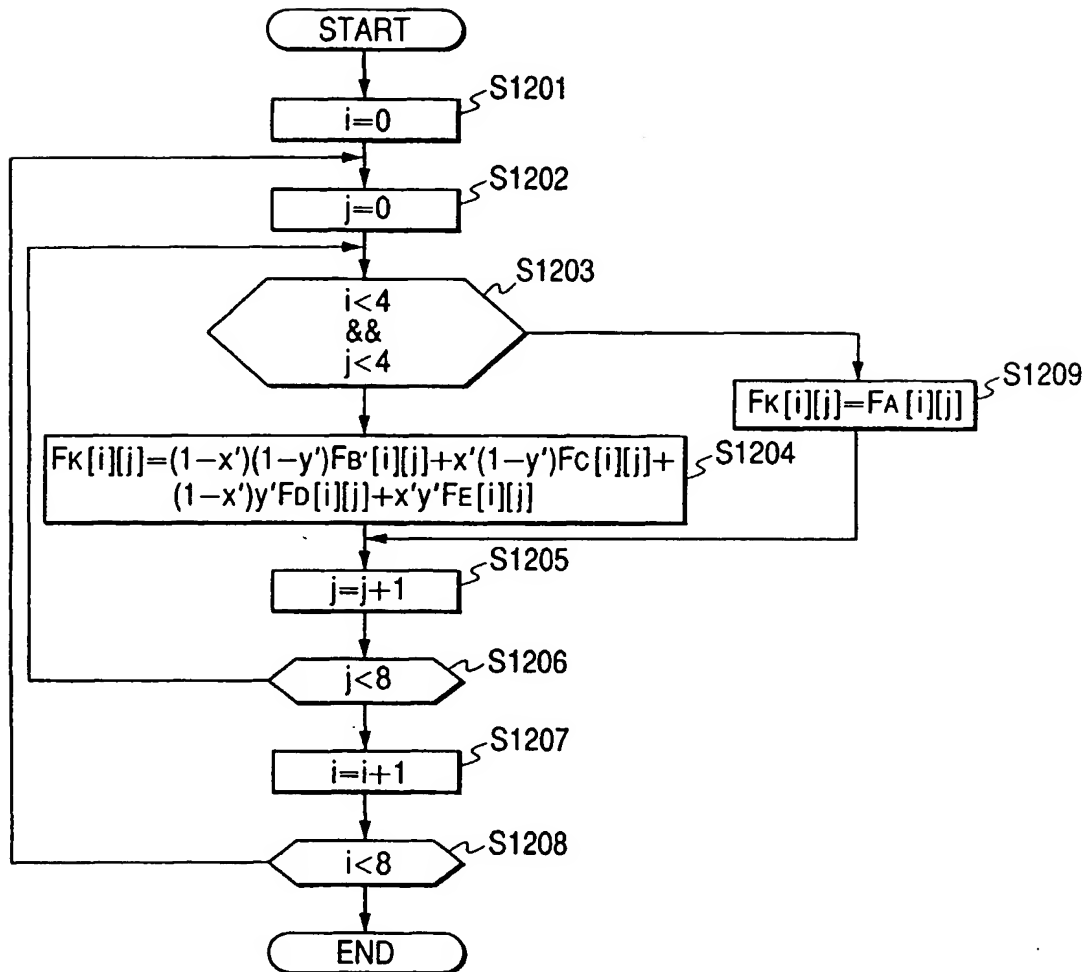 START
S1201
i=0
S1202
j=0
S1203
i<4
&&
j<4
S1209
FK[i][j]=FA[i][j]
S1204
FK[i][j]=(1-x′)(1-y′)FB′[i][j]+x′(1-y′)FC[i][j]+
(1-x′)y′FD[i][j]+x′y′FE[i][j]
S1205
j=j+1
S1206
j<8
S1207
i=i+1
S1208
i<8
END